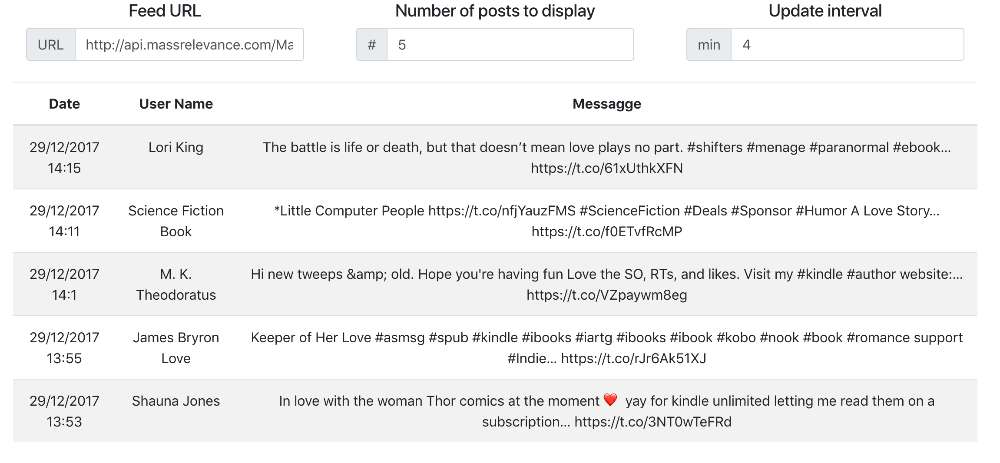 Feed URL
Number of posts to display
Update interval
URL http://api.massrelevance.com/Ma
# 5
min 4
Date User Name Messagge
29/12/2017 Lori King The battle is life or death, but that doesn’t mean love plays no part. #shifters #menage #paranormal #ebook…
14:15 https://t.co/61xUthkXFN
29/12/2017 Science Fiction *Little Computer People https://t.co/nfjYauzFMS #ScienceFiction #Deals #Sponsor #Humor A Love Story…
14:11 Book https://t.co/f0ETvfRcMP
29/12/2017 M. K. Hi new tweeps &amp; old. Hope you're having fun Love the SO, RTs, and likes. Visit my #kindle #author website:…
14:1 Theodoratus https://t.co/VZpaywm8eg
29/12/2017 James Bryron Keeper of Her Love #asmsg #spub #kindle #ibooks #iartg #ibooks #ibook #kobo #nook #book #romance support
13:55 Love #Indie… https://t.co/rJr6Ak51XJ
29/12/2017 Shauna Jones In love with the woman Thor comics at the moment ❤️ yay for kindle unlimited letting me read them on a
13:53 subscription… https://t.co/3NT0wTeFRd